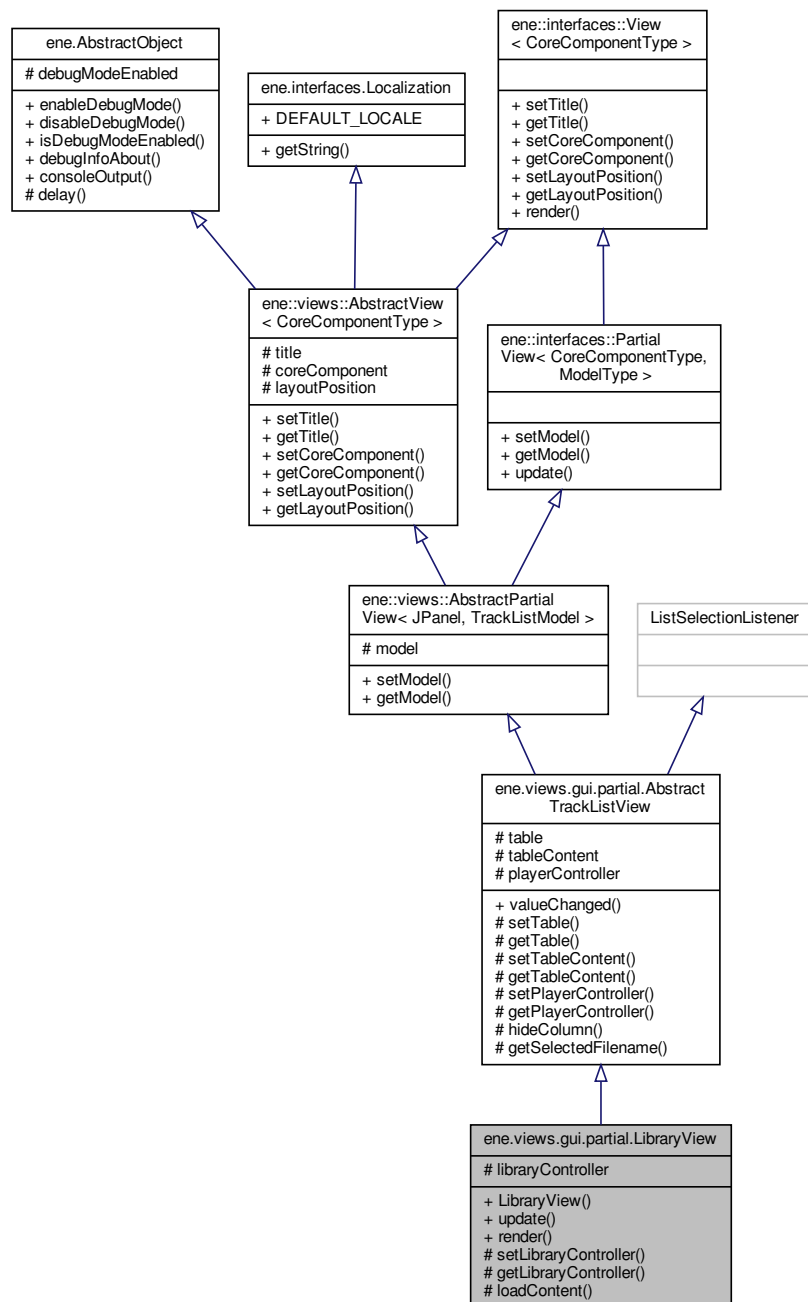 ene.AbstractObject
# debugModeEnabled
+ enableDebugMode()
+ disableDebugMode()
+ isDebugModeEnabled()
+ debugInfoAbout()
+ consoleOutput()
# delay()
ene.interfaces.Localization
+ DEFAULT_LOCALE
+ getString()
ene::interfaces::View
< CoreComponentType >
+ setTitle()
+ getTitle()
+ setCoreComponent()
+ getCoreComponent()
+ setLayoutPosition()
+ getLayoutPosition()
+ render()
ene::views::AbstractView
< CoreComponentType >
# title
# coreComponent
# layoutPosition
+ setTitle()
+ getTitle()
+ setCoreComponent()
+ getCoreComponent()
+ setLayoutPosition()
+ getLayoutPosition()
ene::interfaces::Partial
View< CoreComponentType,
ModelType >
+ setModel()
+ getModel()
+ update()
ene::views::AbstractPartial
View< JPanel, TrackListModel >
# model
+ setModel()
+ getModel()
ListSelectionListener
ene.views.gui.partial.Abstract
TrackListView
# table
# tableContent
# playerController
+ valueChanged()
# setTable()
# getTable()
# setTableContent()
# getTableContent()
# setPlayerController()
# getPlayerController()
# hideColumn()
# getSelectedFilename()
ene.views.gui.partial.LibraryView
# libraryController
+ LibraryView()
+ update()
+ render()
# setLibraryController()
# getLibraryController()
# loadContent()